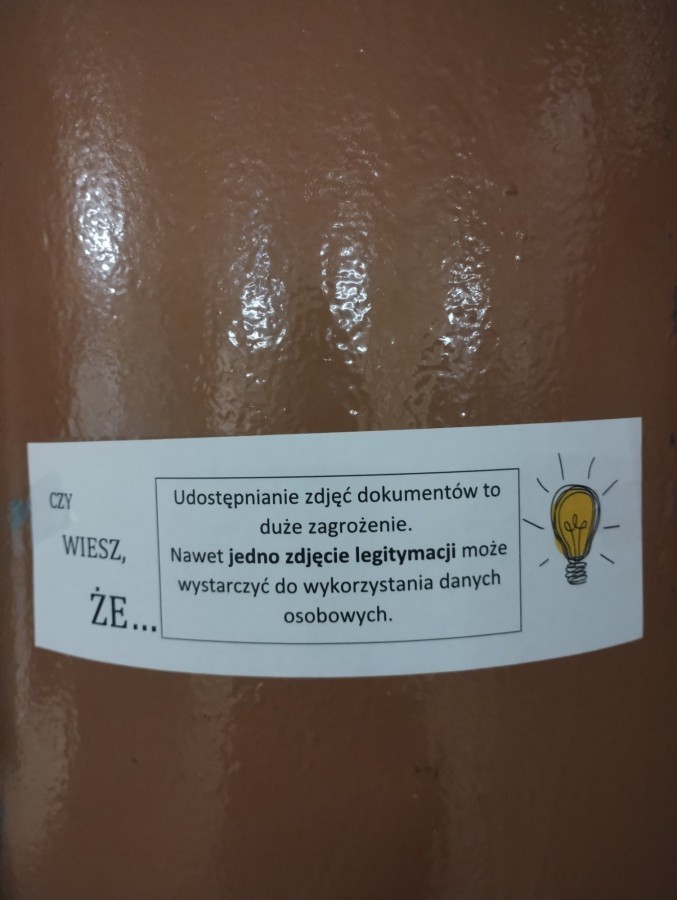 CZY
WIESZ,
ŻE...
Udostępnianie zdjęć dokumentów to
duże zagrożenie.
Nawet jedno zdjęcie legitymacji może
wystarczyć do wykorzystania danych
osobowych.